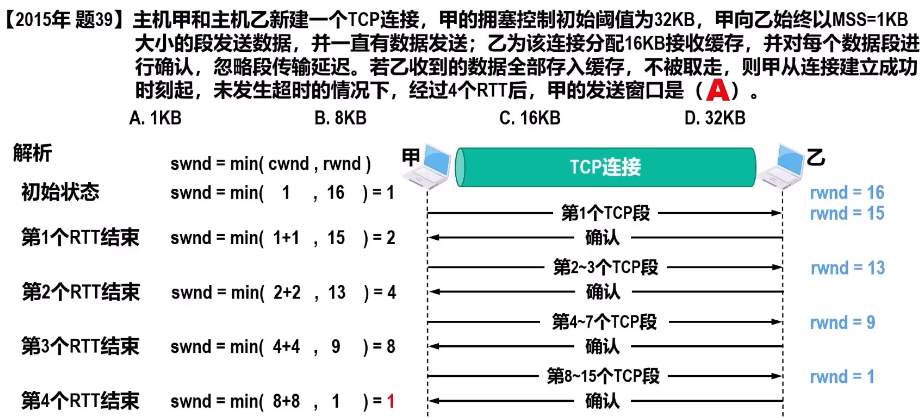 【2015年 题39】主机甲和主机乙新建一个TCP连接，甲的拥塞控制初始阈值为32KB，甲向乙始终以MSS=1KB
大小的段发送数据，并一直有数据发送；乙为该连接分配16KB接收缓存，并对每个数据段进
行确认，忽略段传输延迟。若乙收到的数据全部存入缓存，不被取走，则甲从连接建立成功
时刻起，未发生超时的情况下，经过4个RTT后，甲的发送窗口是（A）。
A. 1KB B. 8KB C. 16KB D. 32KB
解析
swnd = min( cwnd , rwnd )
甲 TCP连接 乙
初始状态 swnd = min( 1 , 16 ) = 1
rwnd = 16
第1个TCP段 rwnd = 15
第1个RTT结束 swnd = min( 1+1 , 15 ) = 2 确认
第2~3个TCP段 rwnd = 13
第2个RTT结束 swnd = min( 2+2 , 13 ) = 4 确认
第4~7个TCP段 rwnd = 9
第3个RTT结束 swnd = min( 4+4 , 9 ) = 8 确认
第8~15个TCP段 rwnd = 1
第4个RTT结束 swnd = min( 8+8 , 1 ) = 1 确认